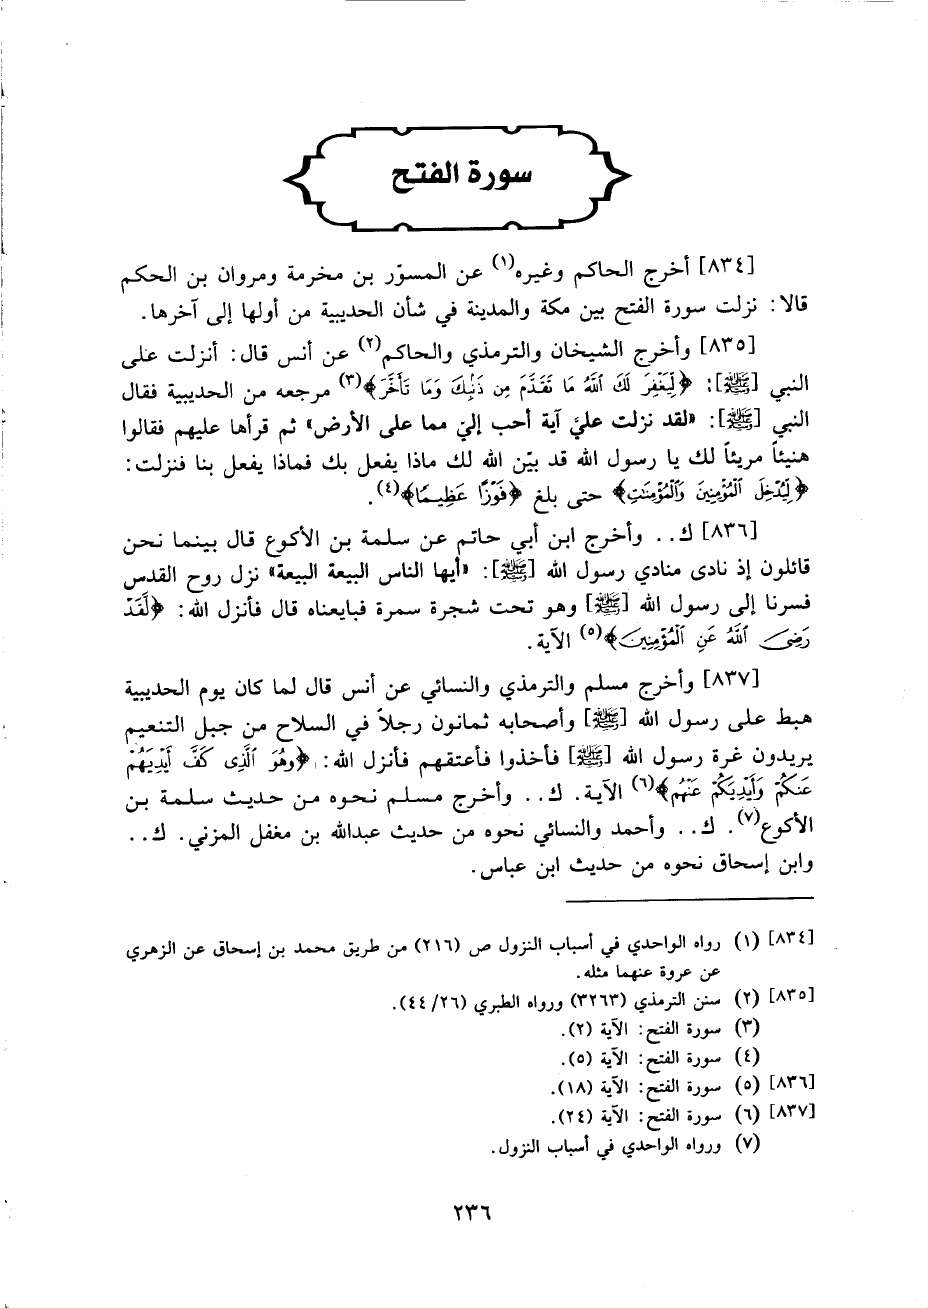 سورة الفتح
[٨٣٤] أخرج الحاكم وغيره(١) عن المسوّر بن مخرمة ومروان بن الحكم
قالا: نزلت سورة الفتح بين مكة والمدينة في شأن الحديبية من أولها إلى آخرها.
[٨٣٥] وأخرج الشيخان والترمذي والحاكم(٢) عن أنس قال: أنزلت على
النبي [ﷺ]: ﴿لِيَغْفِرَ لَكَ ٱللَّهُ مَا تَقَدَّمَ مِن ذَنۢبِكَ وَمَا تَأَخَّرَ﴾(٣) مرجعه من الحديبية فقال
النبي [ﷺ]: «لقد نزلت عليّ آية أحب إليّ مما على الأرض» ثم قرأها عليهم فقالوا
هنيئاً مريئاً لك يا رسول الله قد بيّن الله لك ماذا يفعل بك فماذا يفعل بنا فنزلت:
﴿لِيُدْخِلَ ٱلْمُؤْمِنِينَ وَٱلْمُؤْمِنَٰتِ﴾ حتى بلغ ﴿فَوْزًا عَظِيمًا﴾(٤).
[٨٣٦] ك.. وأخرج ابن أبي حاتم عن سلمة بن الأكوع قال بينما نحن
قائلون إذ نادى منادي رسول الله [ﷺ]: «أيها الناس البيعة البيعة» نزل روح القدس
فسرنا إلى رسول الله [ﷺ] وهو تحت شجرة سمرة فبايعناه قال فأنزل الله: ﴿لَّقَدْ
رَضِىَ ٱللَّهُ عَنِ ٱلْمُؤْمِنِينَ﴾(٥) الآية.
[٨٣٧] وأخرج مسلم والترمذي والنسائي عن أنس قال لما كان يوم الحديبية
هبط على رسول الله [ﷺ] وأصحابه ثمانون رجلاً في السلاح من جبل التنعيم
يريدون غرة رسول الله [ﷺ] فأخذوا فأعتقهم فأنزل الله: ﴿وَهُوَ ٱلَّذِى كَفَّ أَيْدِيَهُمْ
عَنكُمْ وَأَيْدِيَكُمْ عَنْهُم﴾(٦) الآية. ك.. وأخرج مسلم نحوه من حديث سلمة بن
الأكوع(٧). ك.. وأحمد والنسائي نحوه من حديث عبدالله بن مغفل المزني. ك..
وابن إسحاق نحوه من حديث ابن عباس.
[٨٣٤] (١) رواه الواحدي في أسباب النزول ص (٢١٦) من طريق محمد بن إسحاق عن الزهري
عن عروة عنهما مثله.
[٨٣٥] (٢) سنن الترمذي (٣٢٦٣) ورواه الطبري (٤٤/٢٦).
(٣) سورة الفتح: الآية (٢).
(٤) سورة الفتح: الآية (٥).
[٨٣٦] (٥) سورة الفتح: الآية (١٨).
[٨٣٧] (٦) سورة الفتح: الآية (٢٤).
(٧) ورواه الواحدي في أسباب النزول.
٢٣٦